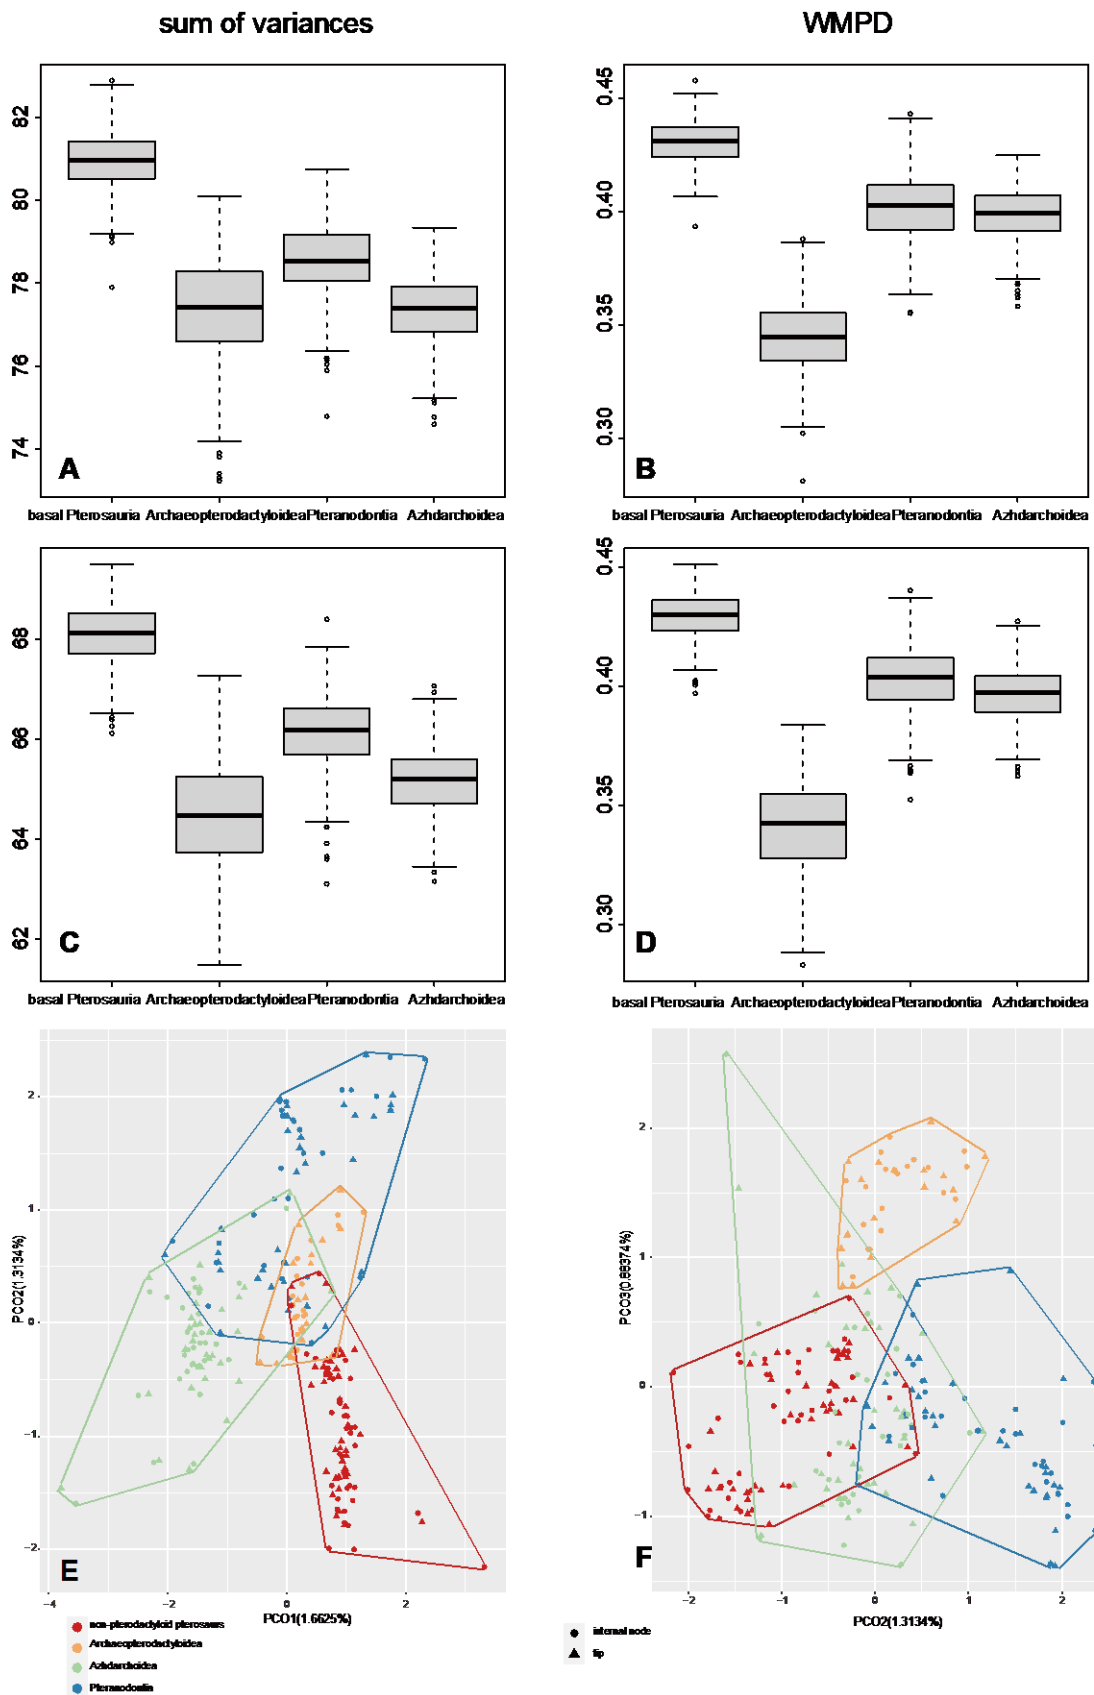 sum of variances
WMPD
82
80
78
76
74
A
basal Pterosauria Archaeopterodactyloidea Pteranodontia Azhdarchoidea
0.45
0.40
0.35
0.30
B
basal Pterosauria Archaeopterodactyloidea Pteranodontia Azhdarchoidea
68
66
64
62
C
basal Pterosauria Archaeopterodactyloidea Pteranodontia Azhdarchoidea
0.45
0.40
0.35
0.30
D
basal Pterosauria Archaeopterodactyloidea Pteranodontia Azhdarchoidea
PCO2(1.3134%)
2
1
0
−1
−2
E
−4 −2 0 2
PCO1(1.6625%)
PCO3(0.88374%)
2
1
0
−1
F
−2 −1 0 1 2
PCO2(1.3134%)
non-pterodactyloid pterosaurs
Archaeopterodactyloidea
Azhdarchoidea
Pteranodontia
internal node
tip